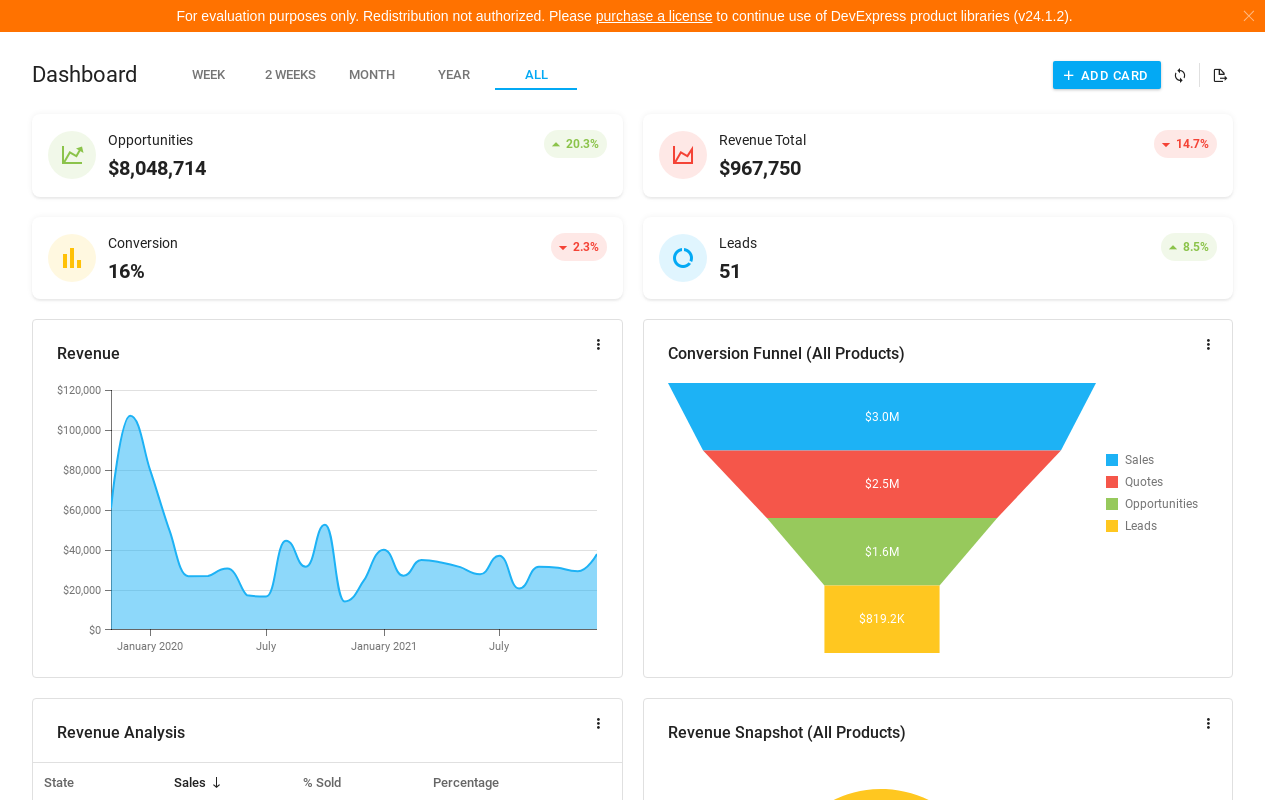 For evaluation purposes only. Redistribution not authorized. Please purchase a license to continue use of DevExpress product libraries (v24.1.2).
Dashboard
WEEK
2 WEEKS
MONTH
YEAR
ALL
ADD CARD
Opportunities
$8,048,714
20.3%
Revenue Total
$967,750
14.7%
Conversion
16%
2.3%
Leads
51
8.5%
Revenue
$120,000
$100,000
$80,000
$60,000
$40,000
$20,000
$0
January 2020
July
January 2021
July
Conversion Funnel (All Products)
$3.0M
$2.5M
$1.6M
$819.2K
Sales
Quotes
Opportunities
Leads
Revenue Analysis
State
Sales
% Sold
Percentage
Revenue Snapshot (All Products)